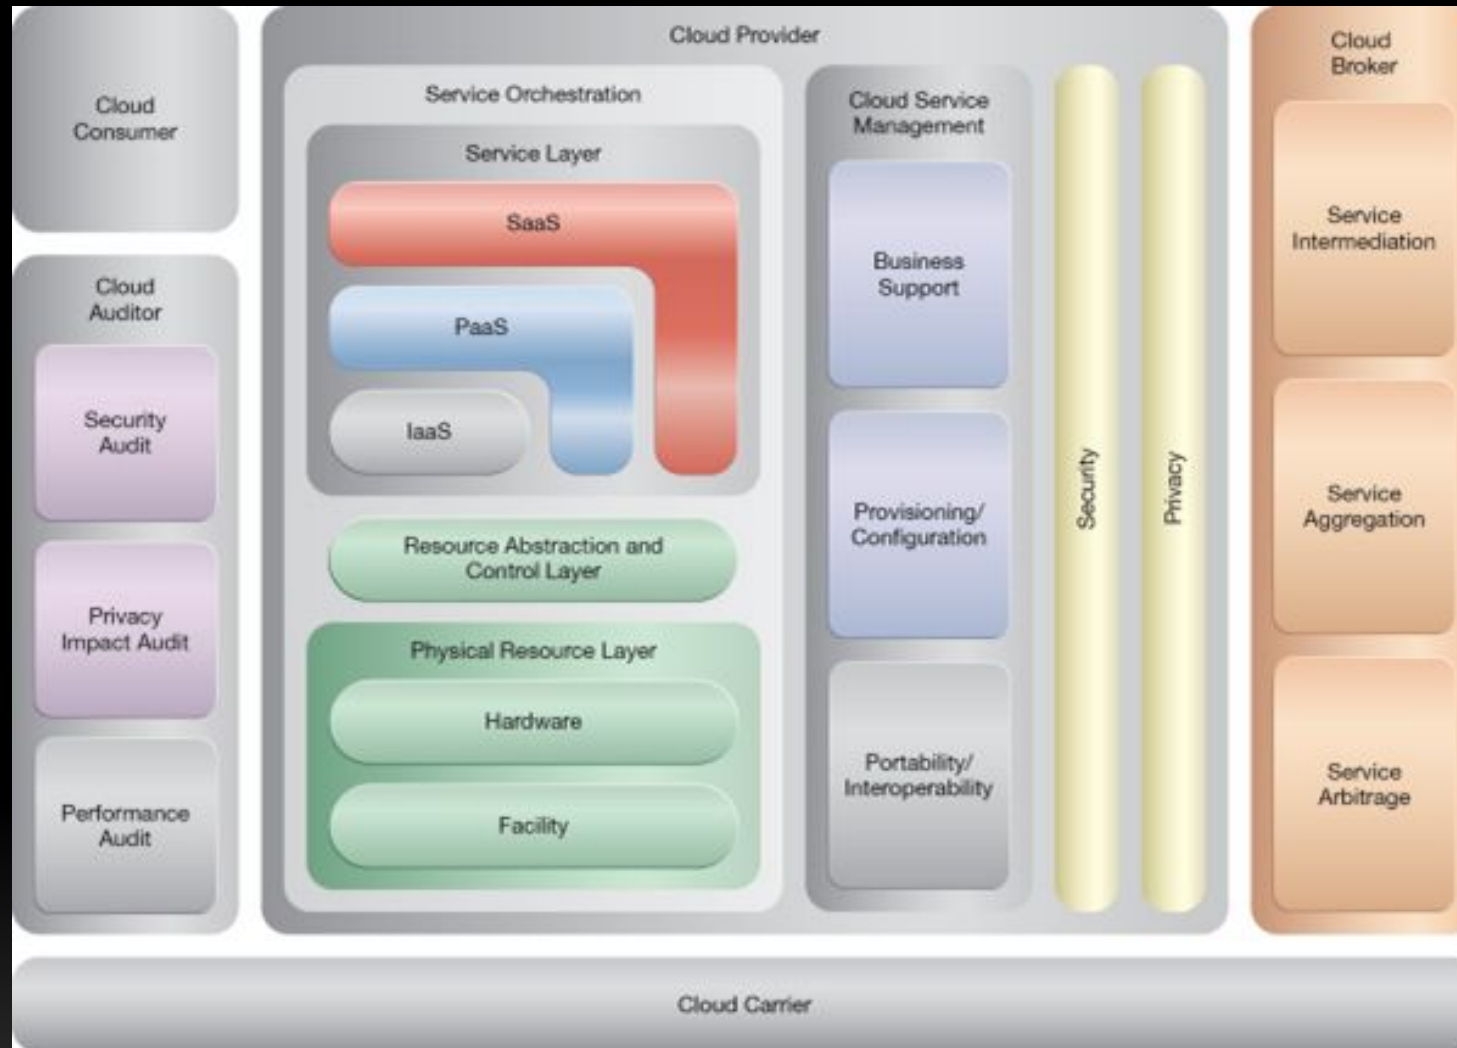 Cloud
Consumer
Cloud
Auditor
Security
Audit
Privacy
Impact Audit
Performance
Audit
Cloud Provider
Service Orchestration
Service Layer
SaaS
PaaS
IaaS
Resource Abstraction and
Control Layer
Physical Resource Layer
Hardware
Facility
Cloud Service
Management
Business
Support
Provisioning/
Configuration
Portability/
Interoperability
Security
Privacy
Cloud
Broker
Service
Intermediation
Service
Aggregation
Service
Arbitrage
Cloud Carrier